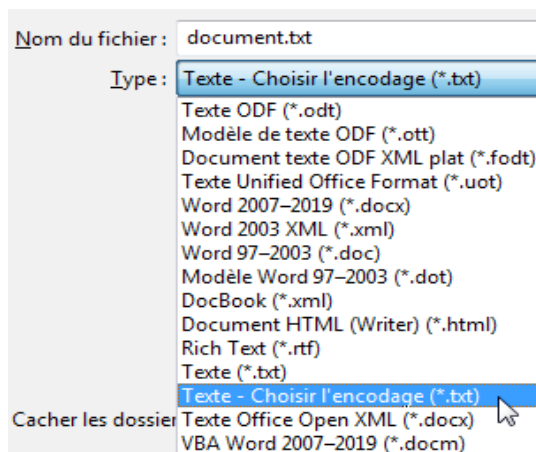 Nom du fichier : document.txt
Type : Texte - Choisir l'encodage (*.txt)
Texte ODF (*.odt)
Modèle de texte ODF (*.ott)
Document texte ODF XML plat (*.fodt)
Texte Unified Office Format (*.uot)
Word 2007–2019 (*.docx)
Word 2003 XML (*.xml)
Word 97–2003 (*.doc)
Modèle Word 97–2003 (*.dot)
DocBook (*.xml)
Document HTML (Writer) (*.html)
Rich Text (*.rtf)
Texte (*.txt)
Texte - Choisir l'encodage (*.txt)
Cacher les dossier Texte Office Open XML (*.docx)
VBA Word 2007–2019 (*.docm)